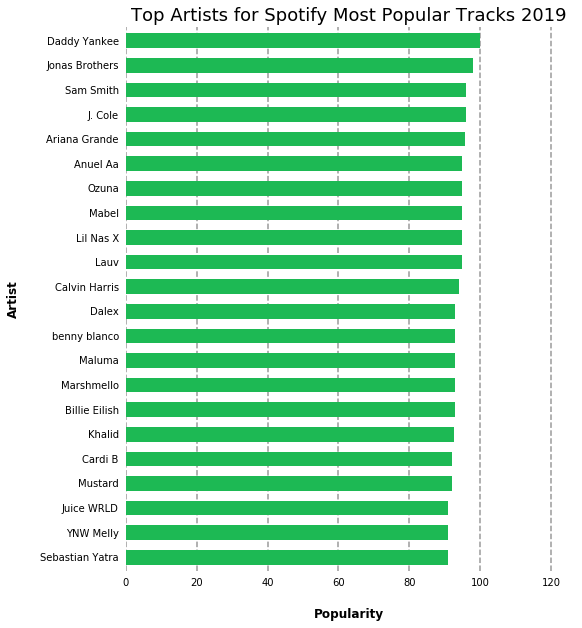 Top Artists for Spotify Most Popular Tracks 2019
Daddy Yankee
Jonas Brothers
Sam Smith
J. Cole
Ariana Grande
Anuel Aa
Ozuna
Mabel
Lil Nas X
Lauv
Calvin Harris
Dalex
benny blanco
Maluma
Marshmello
Billie Eilish
Khalid
Cardi B
Mustard
Juice WRLD
YNW Melly
Sebastian Yatra
Artist
0 20 40 60 80 100 120
Popularity